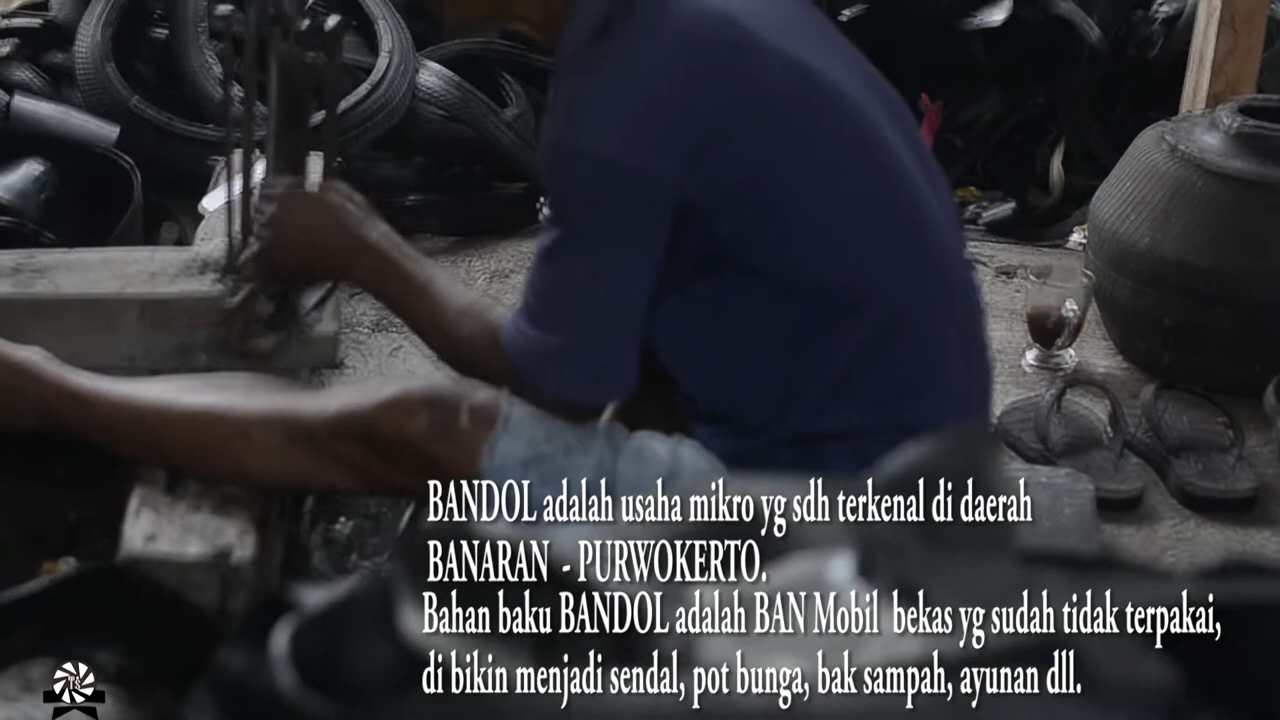 BANDOL adalah usaha mikro yg sdh terkenal di daerah
BANARAN - PURWOKERTO.
Bahan baku BANDOL adalah BAN Mobil bekas yg sudah tidak terpakai,
di bikin menjadi sendal, pot bunga, bak sampah, ayunan dll.